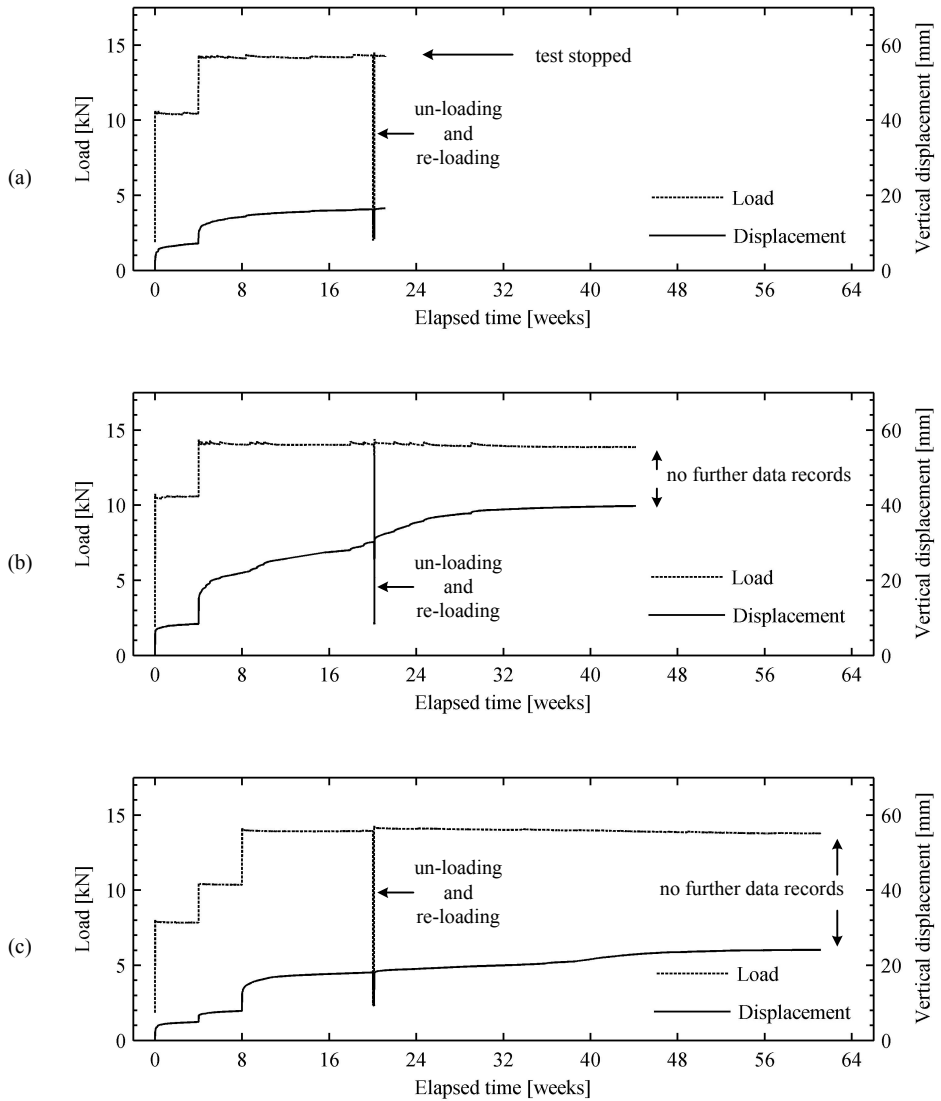 (a)
Load [kN]
15
10
5
0
Vertical displacement [mm]
60
40
20
0
test stopped
un-loading
and
re-loading
Load
Displacement
0 8 16 24 32 40 48 56 64
Elapsed time [weeks]
(b)
Load [kN]
15
10
5
0
Vertical displacement [mm]
60
40
20
0
no further data records
un-loading
and
re-loading
Load
Displacement
0 8 16 24 32 40 48 56 64
Elapsed time [weeks]
(c)
Load [kN]
15
10
5
0
Vertical displacement [mm]
60
40
20
0
un-loading
and
re-loading
no further data records
Load
Displacement
0 8 16 24 32 40 48 56 64
Elapsed time [weeks]